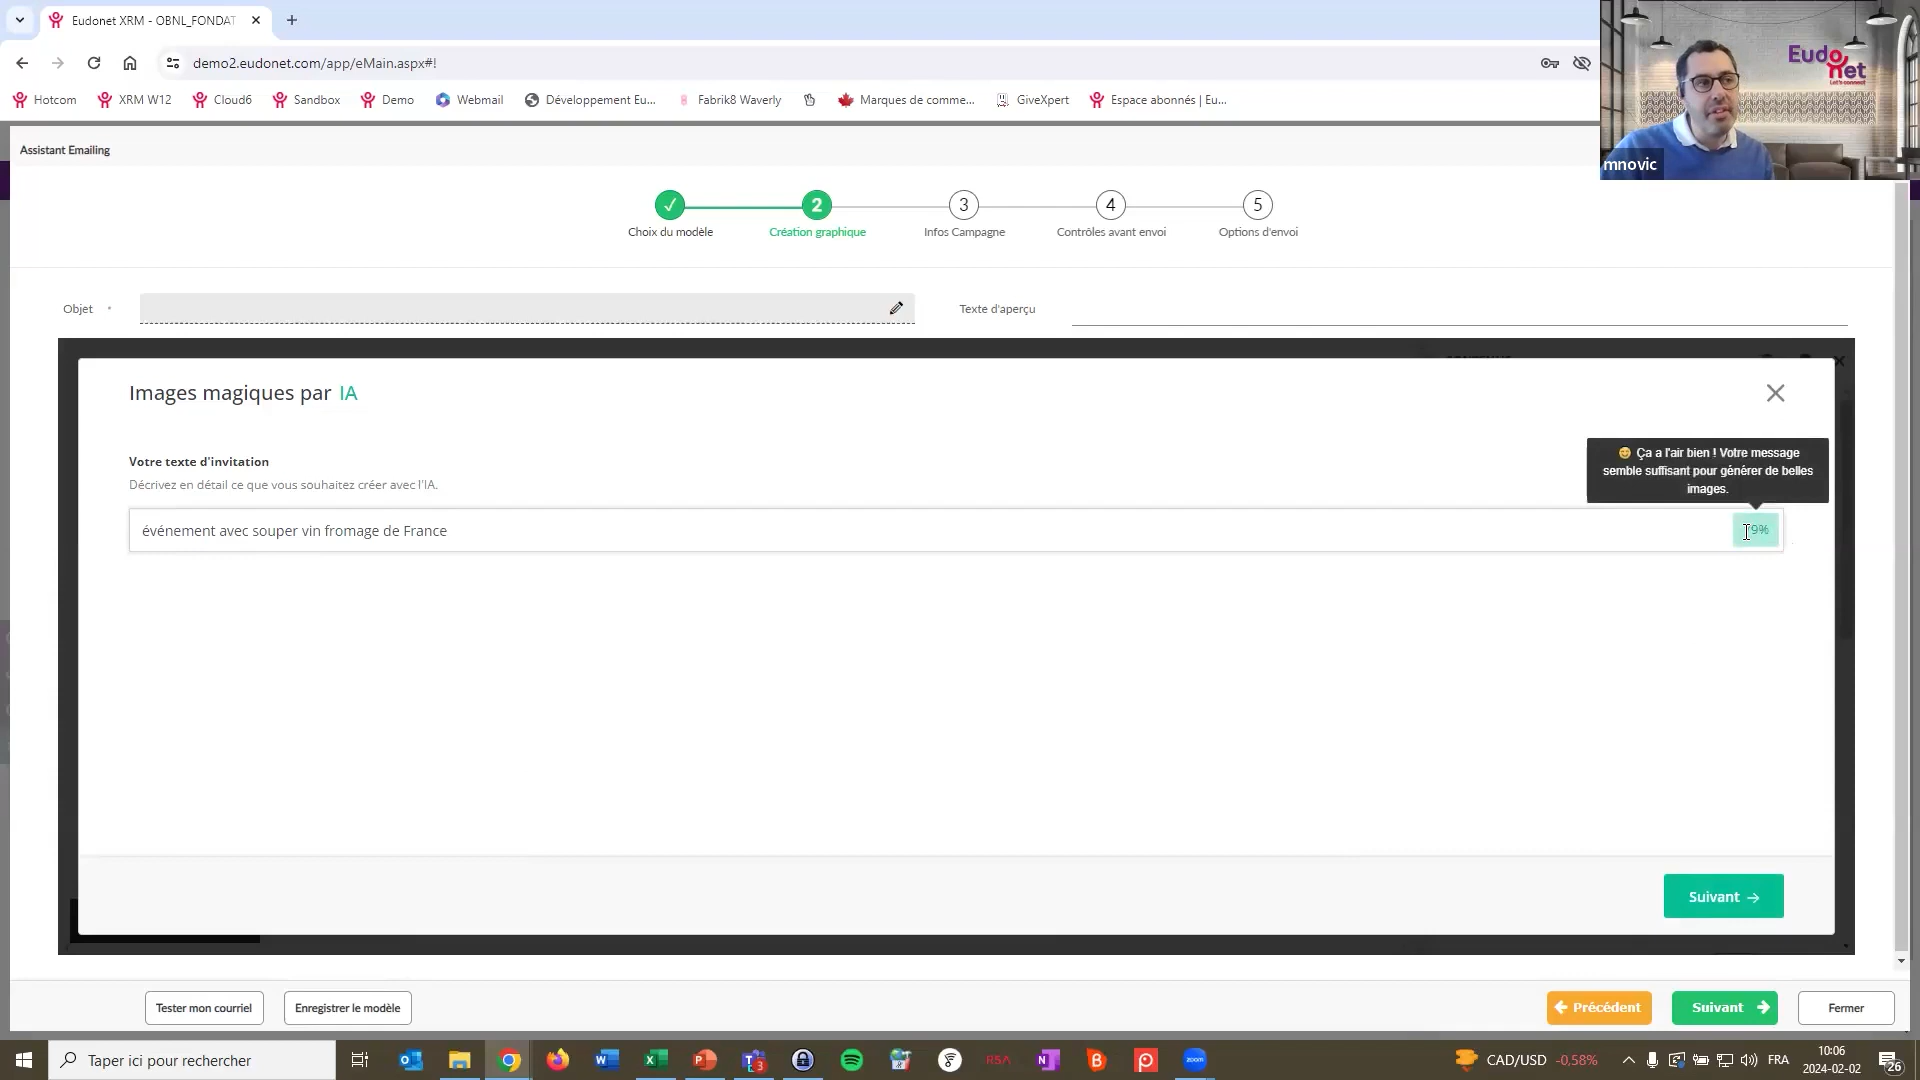 Eudonet XRM - OBNL_FONDAT
demo2.eudonet.com/app/eMain.aspx#!
Hotcom
XRM W12
Cloud6
Sandbox
Demo
Webmail
Développement Eu...
Fabrik8 Waverly
Marques de comme...
GiveXpert
Espace abonnés | Eu...
Eudonet
Let's connect
mnovic
Assistant Emailing
2
3
4
5
Choix du modèle
Création graphique
Infos Campagne
Contrôles avant envoi
Options d'envoi
Objet
Texte d'aperçu
Images magiques par IA
Votre texte d'invitation
Décrivez en détail ce que vous souhaitez créer avec l'IA.
Ça a l'air bien ! Votre message
semble suffisant pour générer de belles
images.
événement avec souper vin fromage de France
Suivant
Tester mon courriel
Enregistrer le modèle
Précédent
Suivant
Fermer
Taper ici pour rechercher
CAD/USD -0,58%
FRA
10:06
2024-02-02
26